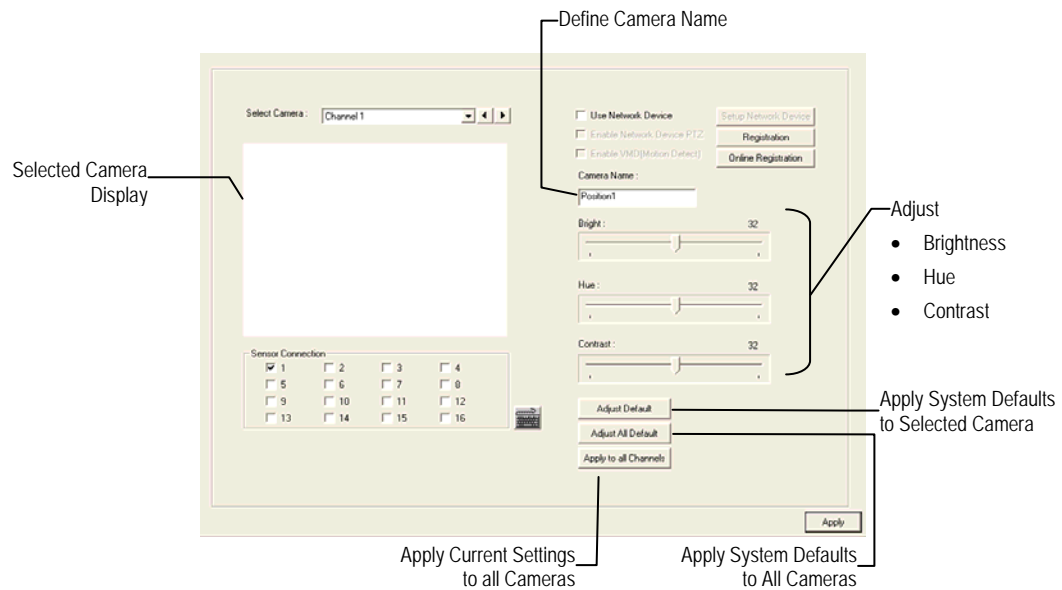 Define Camera Name
Select Camera :
Channel 1
Use Network Device
Setup Network Device
Enable Network Device PTZ
Registration
Enable VMD(Motion Detect)
Online Registration
Selected Camera
Display
Camera Name :
Position1
Bright :
32
Hue :
32
Contrast :
32
Adjust
• Brightness
• Hue
• Contrast
Sensor Connection
1 2 3 4
5 6 7 8
9 10 11 12
13 14 15 16
Adjust Default
Adjust All Default
Apply to all Channels
Apply System Defaults
to Selected Camera
Apply
Apply Current Settings
to all Cameras
Apply System Defaults
to All Cameras